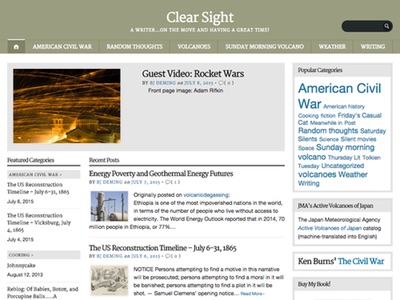 Clear Sight
A WRITER...ON THE MOVE AND HAVING A GREAT TIME!
AMERICAN CIVIL WAR RANDOM THOUGHTS VOLCANOES SUNDAY MORNING VOLCANO WEATHER WRITING
Guest Video: Rocket Wars
BY BJ DEMING on JULY 8, 2015 • ( 0 )
Front page image: Adam Rifkin
Featured Categories
AMERICAN CIVIL WAR »
The US Reconstruction
Timeline – July 6–31, 1865
July 6, 2015
The US Reconstruction
Timeline – Vicksburg, July
4, 1865
July 3, 2015
COOKING »
Johnnycake
August 12, 2013
Reblog: Of Babies, Botox, and
Porcupine Balls.....A
Recent Posts
Energy Poverty and Geothermal Energy Futures
BY BJ DEMING on JULY 7, 2015 • ( 0 )
Originally posted on volcanicdegassing:
Ethiopia is one of the most impoverished nations in the world,
in terms of the number of people who live without access to
electricity. The World Energy Outlook reported that in 2014, 70
million people in Ethiopia, or 77%....
The US Reconstruction Timeline – July 6–31, 1865
BY BJ DEMING on JULY 6, 2015 • ( 0 )
NOTICE Persons attempting to find a motive in this narrative
will be prosecuted; persons attempting to find a moral in it will
be banished; persons attempting to find a plot in it will be
shot. — Samuel Clemens' opening notice... Read More ›
Popular Categories
American Civil
War American history
Cooking fiction Friday's Casual
Cat Meanwhile in Post
Random thoughts Saturday
Silents Science Silent movies
Space Sunday morning
volcano Thursday Lit Tolkien
Tuesday Uncategorized
volcanoes Weather
Writing
JMA's Active Volcanoes of Japan
The Japan Meteorological Agency
Active Volcanoes of Japan catalog
(machine-translated into English)
Ken Burns' The Civil War
Buy My Book!